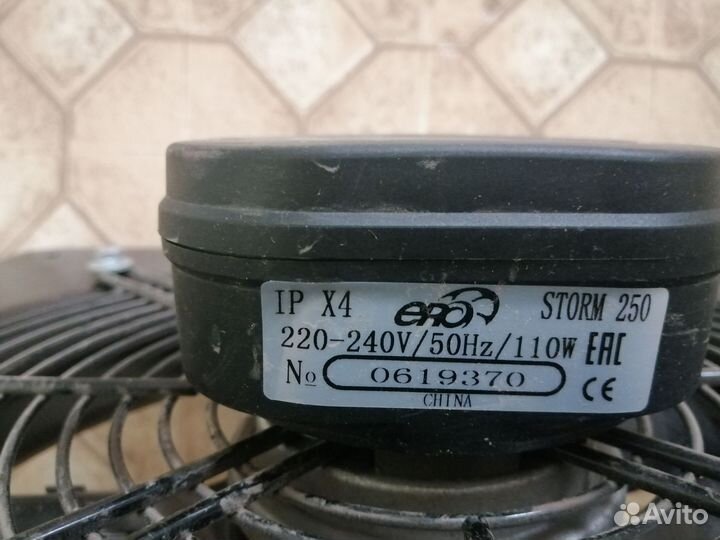 IP X4 ERA STORM 250
220-240V/50Hz/110W EAC
No 0619370 CE
CHINA
Avito